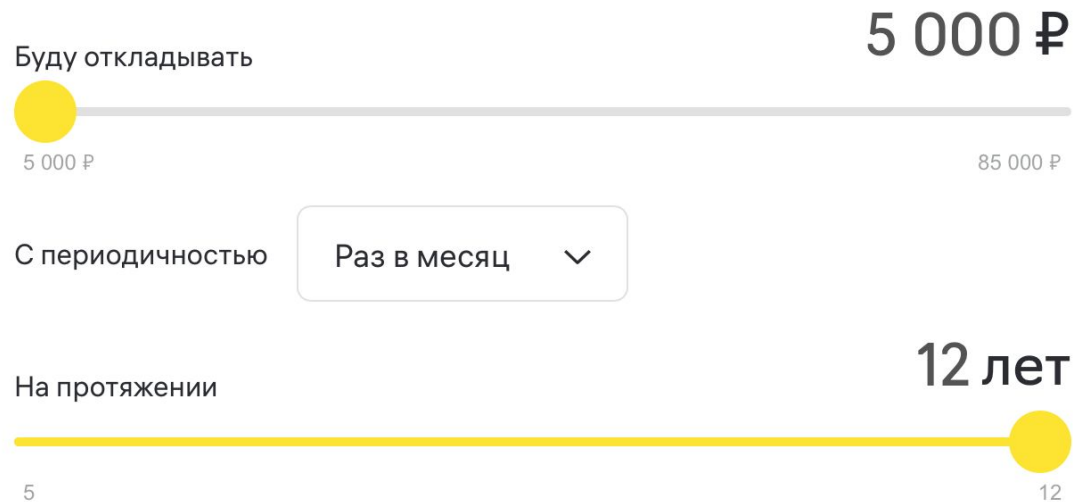 5 000 ₽
Буду откладывать
5 000 ₽ 85 000 ₽
С периодичностью Раз в месяц
12 лет
На протяжении
5 12